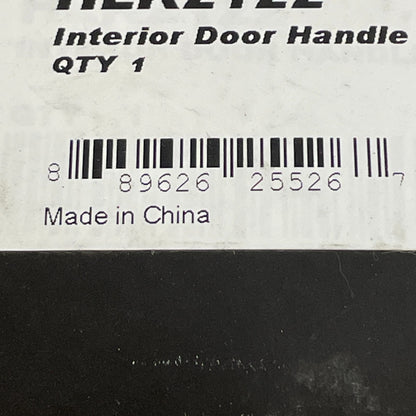 Interior Door Handle
QTY 1
8 89626 25526 7
Made in China